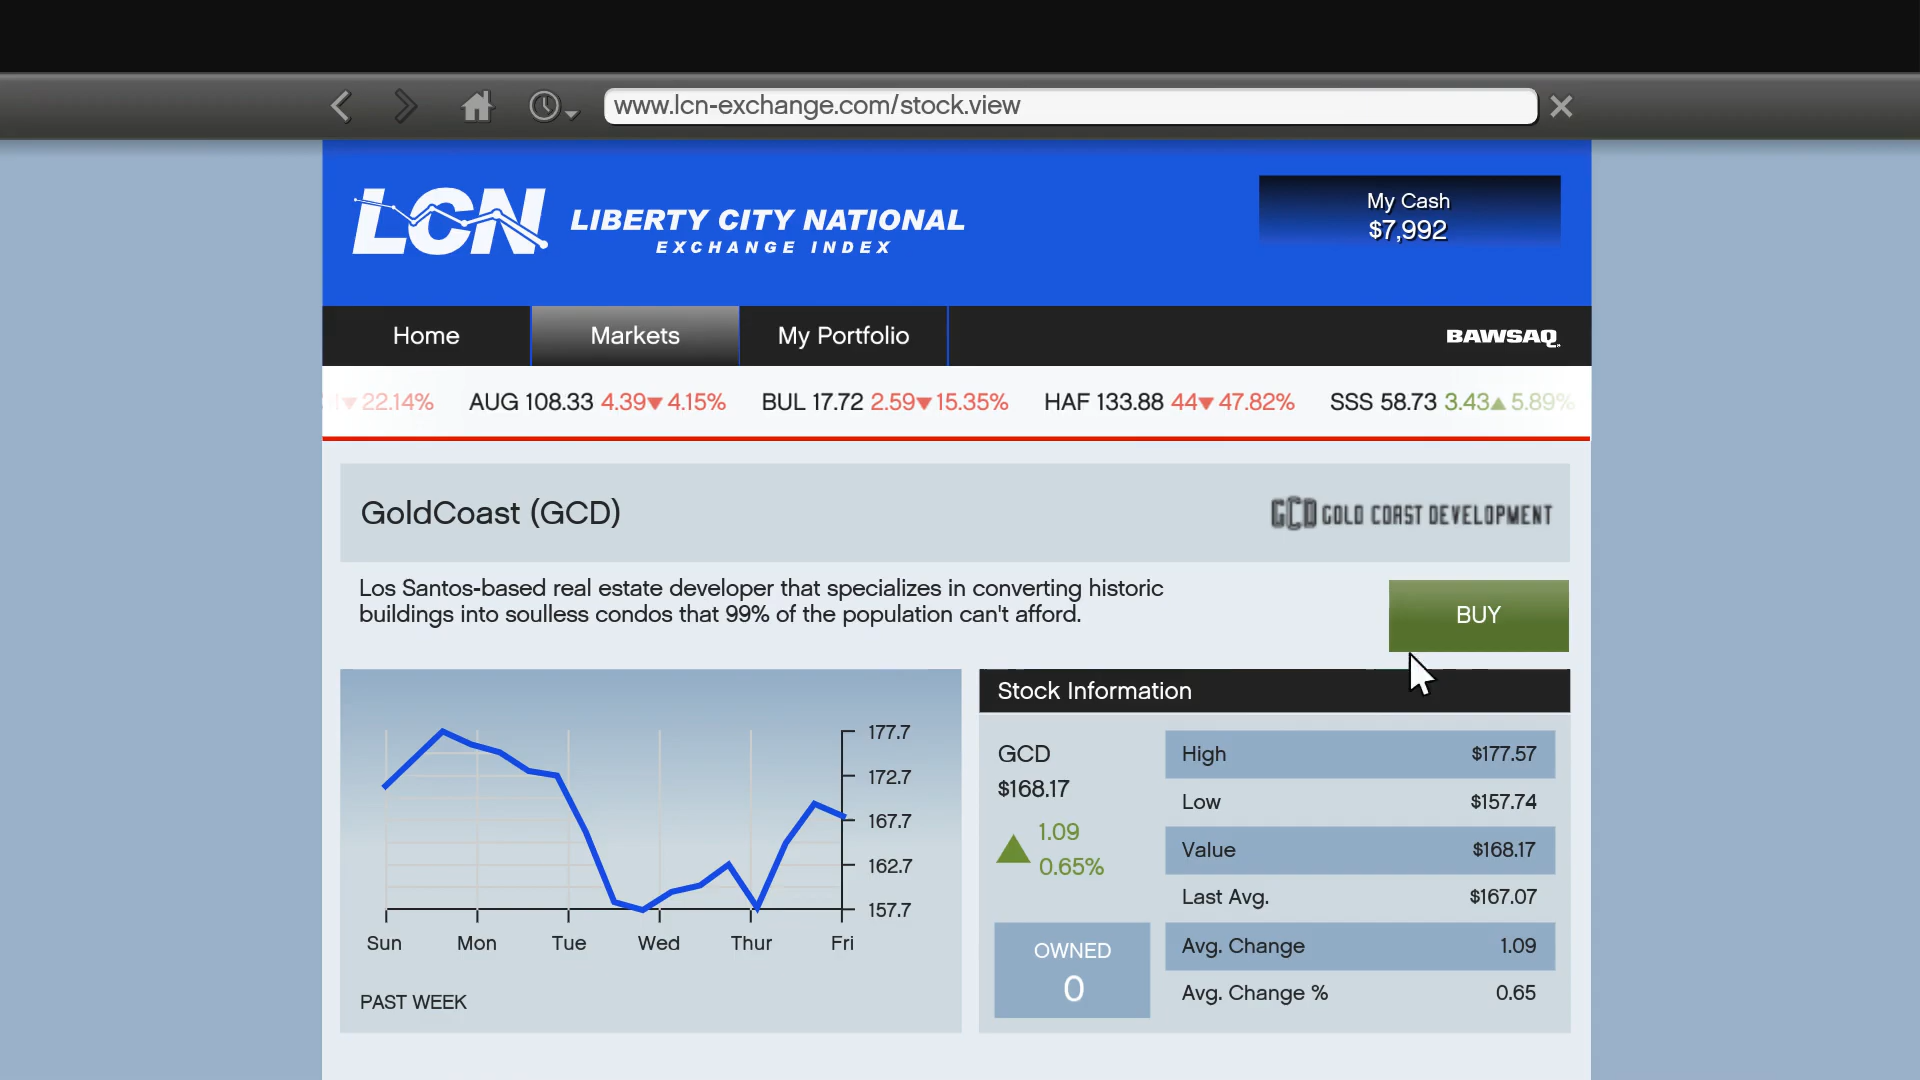 www.lcn-exchange.com/stock.view
LCN LIBERTY CITY NATIONAL
EXCHANGE INDEX
My Cash
$7,992
Home Markets My Portfolio BAWSAQ
▼22.14% AUG 108.33 4.39▼4.15% BUL 17.72 2.59▼15.35% HAF 133.88 44▼47.82% SSS 58.73 3.43▲5.89%
GoldCoast (GCD) GCD GOLD COAST DEVELOPMENT
Los Santos-based real estate developer that specializes in converting historic
buildings into soulless condos that 99% of the population can't afford.
BUY
177.7
172.7
167.7
162.7
157.7
Sun Mon Tue Wed Thur Fri
PAST WEEK
Stock Information
GCD
$168.17
1.09
0.65%
OWNED
0
High $177.57
Low $157.74
Value $168.17
Last Avg. $167.07
Avg. Change 1.09
Avg. Change % 0.65